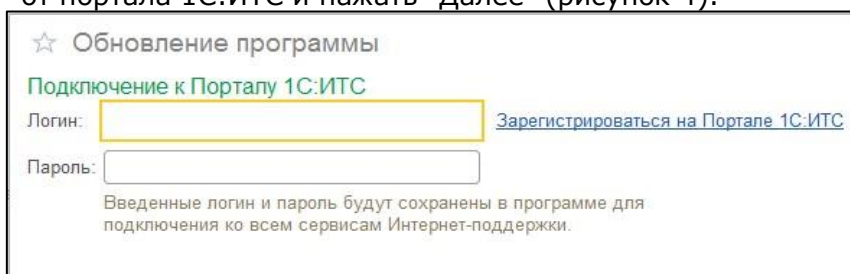 от портала 1С:ИТС и нажать "Далее" (рисунок 4).
Обновление программы
Подключение к Порталу 1С:ИТС
Логин:
Зарегистрироваться на Портале 1С:ИТС
Пароль:
Введенные логин и пароль будут сохранены в программе для
подключения ко всем сервисам Интернет-поддержки.